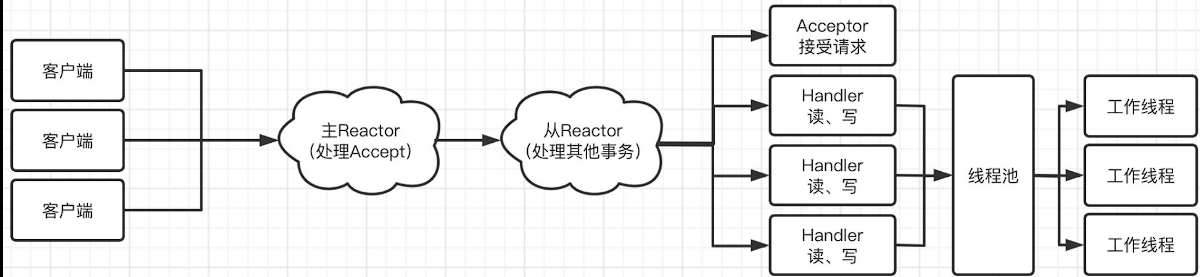 客户端
客户端
客户端
主Reactor
（处理Accept）
从Reactor
（处理其他事务）
Acceptor
接受请求
Handler
读、写
Handler
读、写
Handler
读、写
线程池
工作线程
工作线程
工作线程